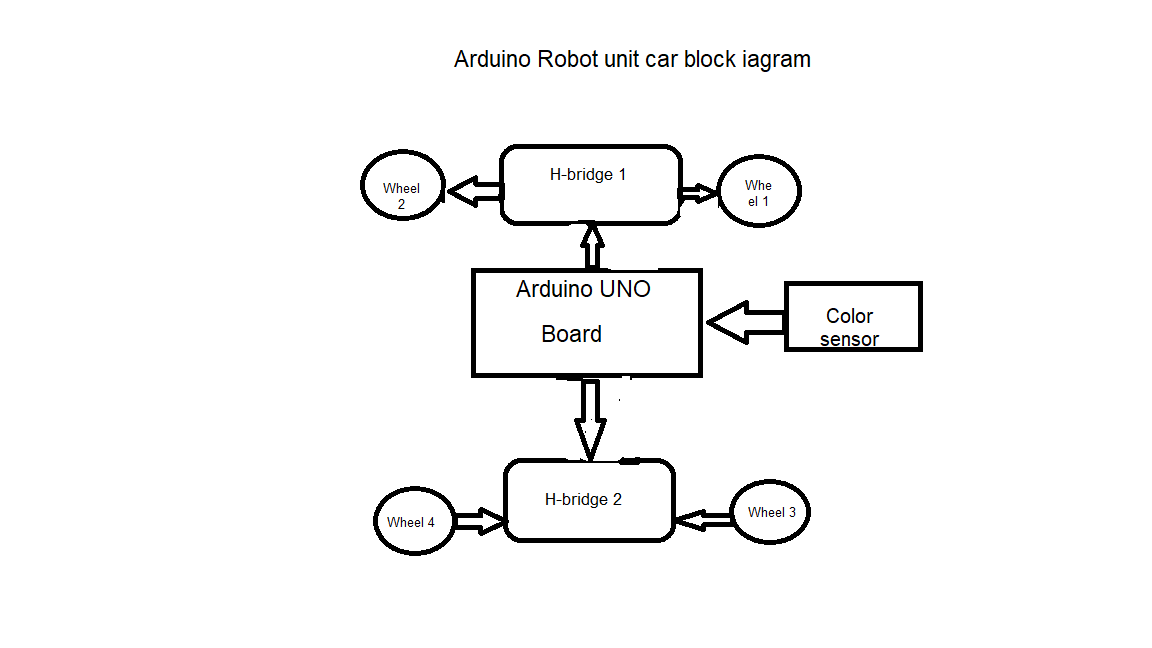 Arduino Robot unit car block iagram
H-bridge 1
Wheel
2
Whe
el 1
Arduino UNO
Board
Color
sensor
H-bridge 2
Wheel 4
Wheel 3